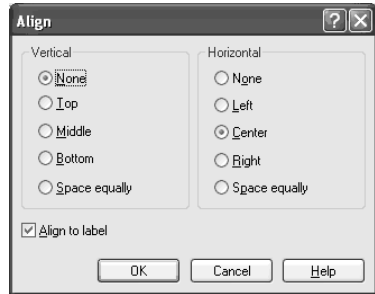 Align
Vertical
None
Top
Middle
Bottom
Space equally
Horizontal
None
Left
Center
Right
Space equally
Align to label
OK
Cancel
Help